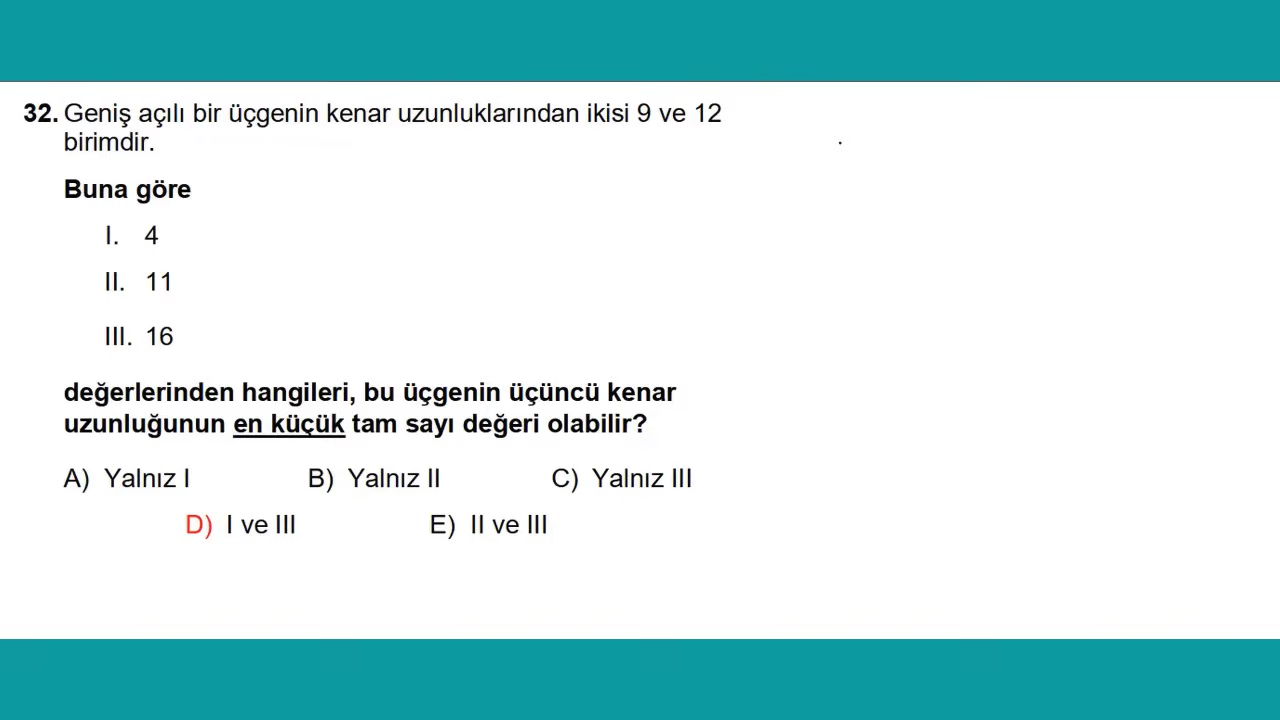 32. Geniş açılı bir üçgenin kenar uzunluklarından ikisi 9 ve 12
birimdir.
Buna göre
I. 4
II. 11
III. 16
değerlerinden hangileri, bu üçgenin üçüncü kenar
uzunluğunun en küçük tam sayı değeri olabilir?
A) Yalnız I B) Yalnız II C) Yalnız III
D) I ve III E) II ve III